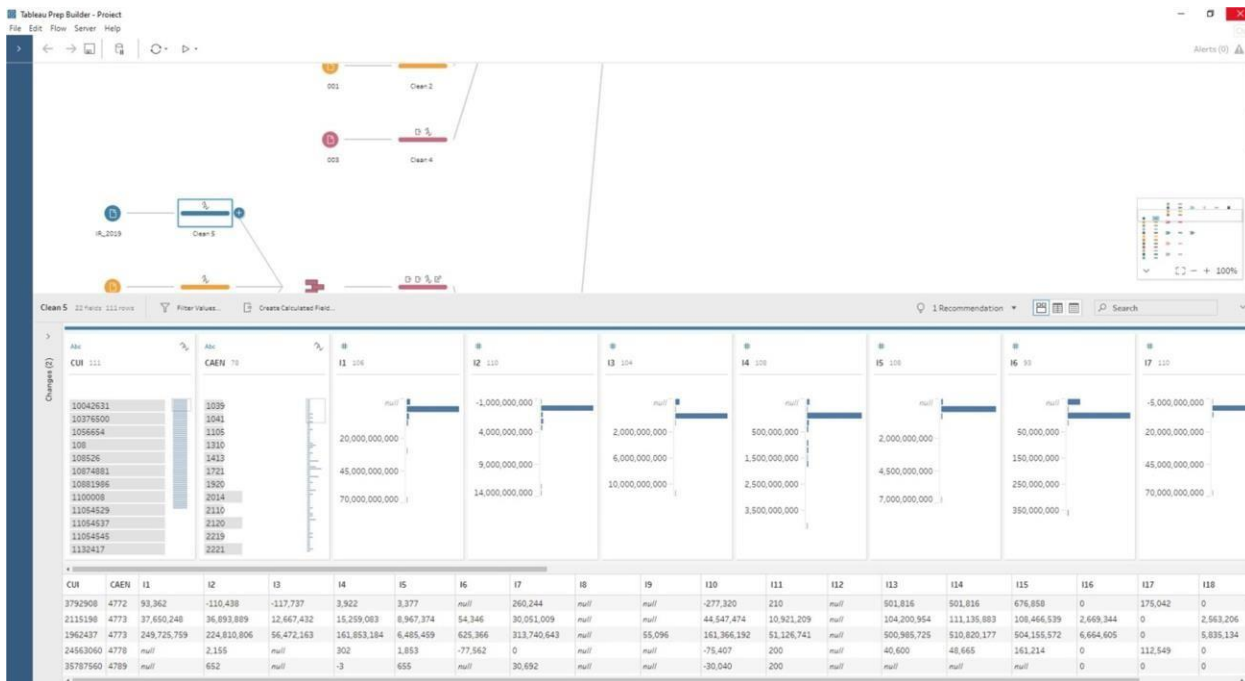 Tableau Prep Builder - Project
File Edit Flow Server Help
Alerts (0)
001 Clean 2
003 Clean 4
IR_2019 Clean 5
100%
Clean 5 22 fields 111 rows Filter Values... Create Calculated Field... 1 Recommendation Search
Changes (2)
Abc Abc # # # # # # #
CUI 111 CAEN 78 I1 106 I2 110 I3 104 I4 108 I5 108 I6 93 I7 110
10042631
10376500
1056654
108
108526
10874881
10881986
1100008
11054529
11054537
11054545
1132417
1039
1041
1105
1310
1413
1721
1920
2014
2110
2120
2219
2221
null
20,000,000,000
45,000,000,000
70,000,000,000
-1,000,000,000
4,000,000,000
9,000,000,000
14,000,000,000
null
2,000,000,000
6,000,000,000
10,000,000,000
null
500,000,000
1,500,000,000
2,500,000,000
3,500,000,000
null
2,000,000,000
4,500,000,000
7,000,000,000
null
50,000,000
150,000,000
250,000,000
350,000,000
-5,000,000,000
20,000,000,000
45,000,000,000
70,000,000,000
CUI CAEN I1 I2 I3 I4 I5 I6 I7 I8 I9 I10 I11 I12 I13 I14 I15 I16 I17 I18
3792908 4772 93,362 -110,438 -117,737 3,922 3,377 null 260,244 null null -277,320 210 null 501,816 501,816 676,858 0 175,042 0
2115198 4773 37,650,248 36,893,889 12,667,432 15,259,083 8,967,374 54,346 30,051,009 null null 44,547,474 10,921,209 null 104,200,954 111,135,883 108,466,539 2,669,344 0 2,563,206
1962437 4773 249,725,759 224,810,806 56,472,163 161,853,184 6,485,459 625,366 313,740,643 null 55,096 161,366,192 51,126,741 null 500,985,725 510,820,177 504,155,572 6,664,605 0 5,835,134
24563060 4778 null 2,155 null 302 1,853 -77,562 0 null null -75,407 200 null 40,600 48,665 161,214 0 112,549 0
35787560 4789 null 652 null -3 655 null 30,692 null null -30,040 200 null null null null 0 0 0